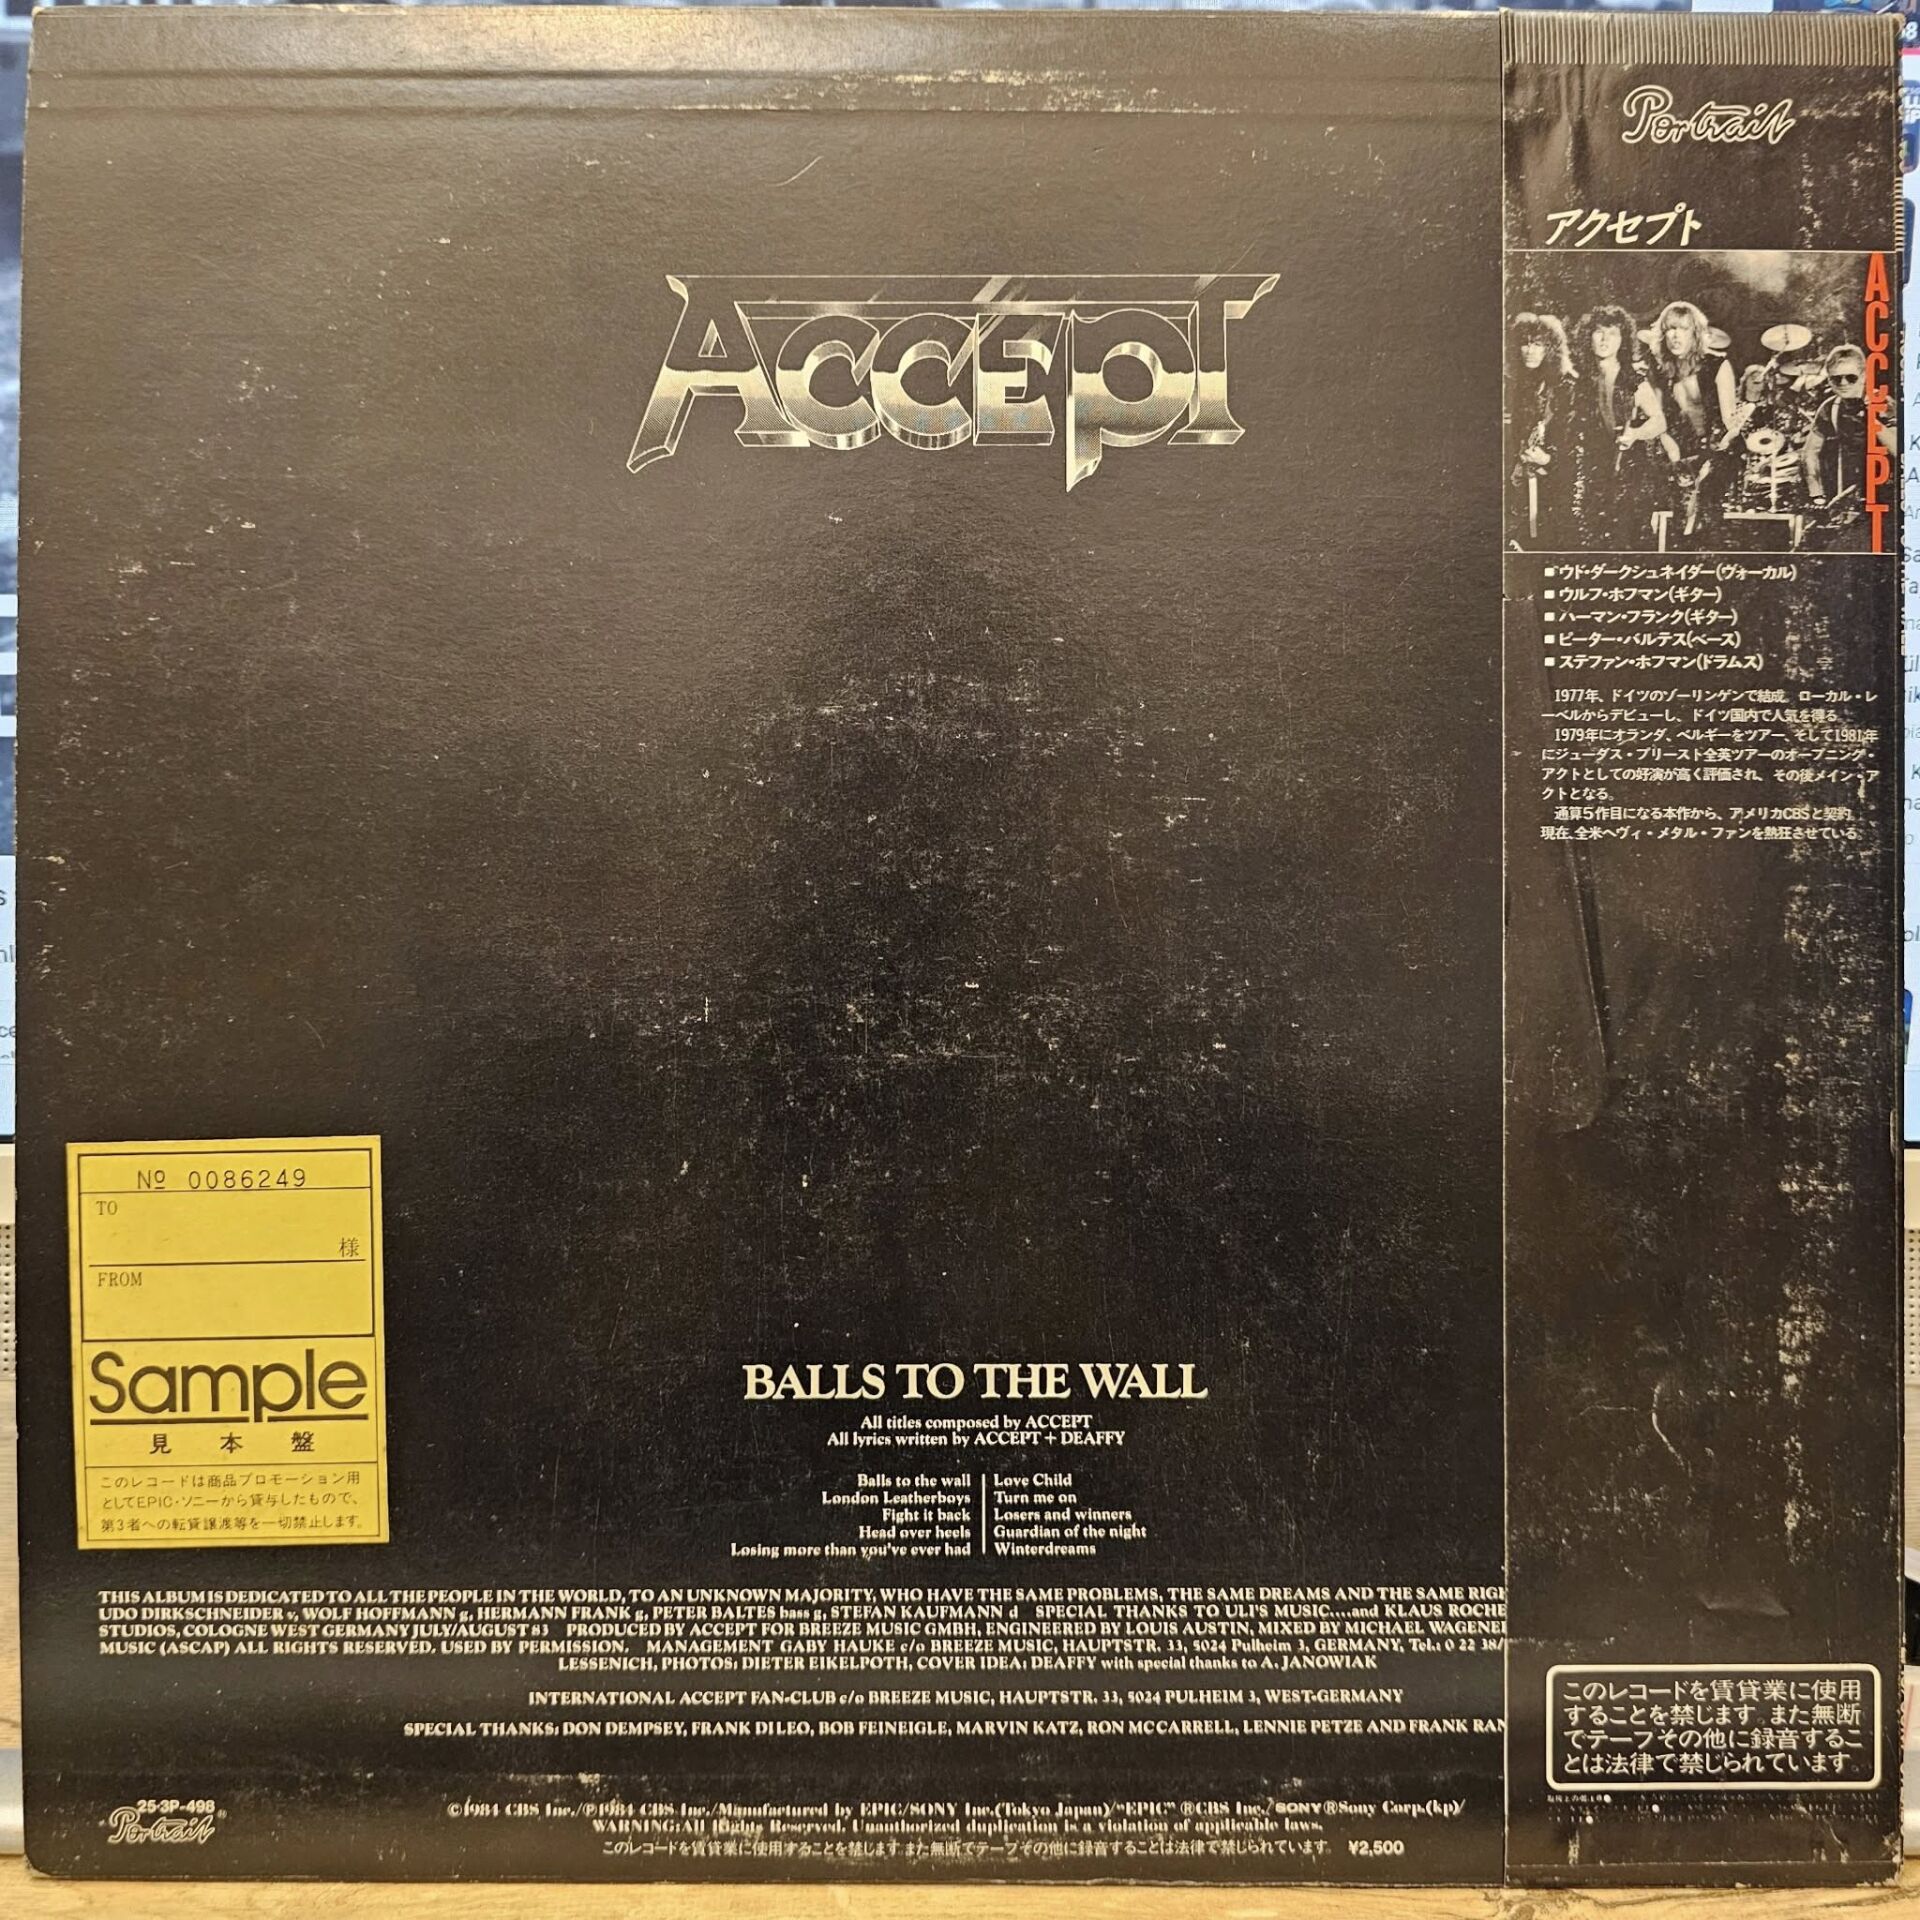 ACCEPT
Portrait
アクセプト
ACCEPT
■ウド・ダークシュネイダー(ヴォーカル)
■ウルフ・ホフマン(ギター)
■ハーマン・フランク(ギター)
■ピーター・バルテス(ベース)
■ステファン・ホフマン(ドラムス)
1977年、ドイツのゾーリンゲンで結成。ローカル・レ
ーベルからデビューし、ドイツ国内で人気を得る。
1979年にオランダ、ベルギーをツアー、そして1981年
にジューダス・プリースト全英ツアーのオープニング・
アクトとしての好演が高く評価され、その後メイン・ア
クトとなる。
通算5作目になる本作から、アメリカCBSと契約。
現在、全米ヘヴィ・メタル・ファンを熱狂させている。
№ 0086249
TO
様
FROM
Sample
見本盤
このレコードは商品プロモーション用
としてEPIC・ソニーから貸与したもので、
第3者への転貸譲渡等を一切禁止します。
BALLS TO THE WALL
All titles composed by ACCEPT
All lyrics written by ACCEPT + DEAFFY
Balls to the wall
London Leatherboys
Fight it back
Head over heels
Losing more than you've ever had
Love Child
Turn me on
Losers and winners
Guardian of the night
Winterdreams
THIS ALBUM IS DEDICATED TO ALL THE PEOPLE IN THE WORLD, TO AN UNKNOWN MAJORITY, WHO HAVE THE SAME PROBLEMS, THE SAME DREAMS AND THE SAME RIGH
UDO DIRKSCHNEIDER v, WOLF HOFFMANN g, HERMANN FRANK g, PETER BALTES bass g, STEFAN KAUFMANN d SPECIAL THANKS TO ULI'S MUSIC....and KLAUS ROCHE
STUDIOS, COLOGNE WEST GERMANY JULY/AUGUST 83 PRODUCED BY ACCEPT FOR BREEZE MUSIC GMBH, ENGINEERED BY LOUIS AUSTIN, MIXED BY MICHAEL WAGENE
MUSIC (ASCAP) ALL RIGHTS RESERVED. USED BY PERMISSION. MANAGEMENT GABY HAUKE c/o BREEZE MUSIC, HAUPTSTR. 33, 5024 Pulheim 3, GERMANY, Tel.: 0 22 38/
LESSENICH, PHOTOS: DIETER EIKELPOTH, COVER IDEA: DEAFFY with special thanks to A. JANOWIAK
INTERNATIONAL ACCEPT FAN-CLUB c/o BREEZE MUSIC, HAUPTSTR. 33, 5024 PULHEIM 3, WEST-GERMANY
SPECIAL THANKS: DON DEMPSEY, FRANK DILEO, BOB FEINEIGLE, MARVIN KATZ, RON MCCARRELL, LENNIE PETZE AND FRANK RAN
このレコードを賃貸業に使用
することを禁じます。また無断
でテープその他に録音するこ
とは法律で禁じられています。
25・3P-498
Portrait®
©1984 CBS Inc./℗1984 CBS Inc./Manufactured by EPIC/SONY Inc.(Tokyo Japan)/"EPIC" ®CBS Inc./SONY®Sony Corp.(kp)/
WARNING:All Rights Reserved. Unauthorized duplication is a violation of applicable laws.
このレコードを賃貸業に使用することを禁じます。また無断でテープその他に録音することは法律で禁じられています。 ¥2,500